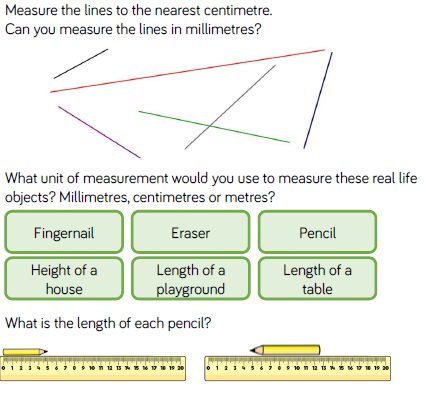 Measure the lines to the nearest centimetre.
Can you measure the lines in millimetres?
What unit of measurement would you use to measure these real life
objects? Millimetres, centimetres or metres?
Fingernail Eraser Pencil
Height of a house Length of a playground Length of a table
What is the length of each pencil?
0 1 2 3 4 5 6 7 8 9 10 11 12 13 14 15 16 17 18 19 20 0 1 2 3 4 5 6 7 8 9 10 11 12 13 14 15 16 17 18 19 20